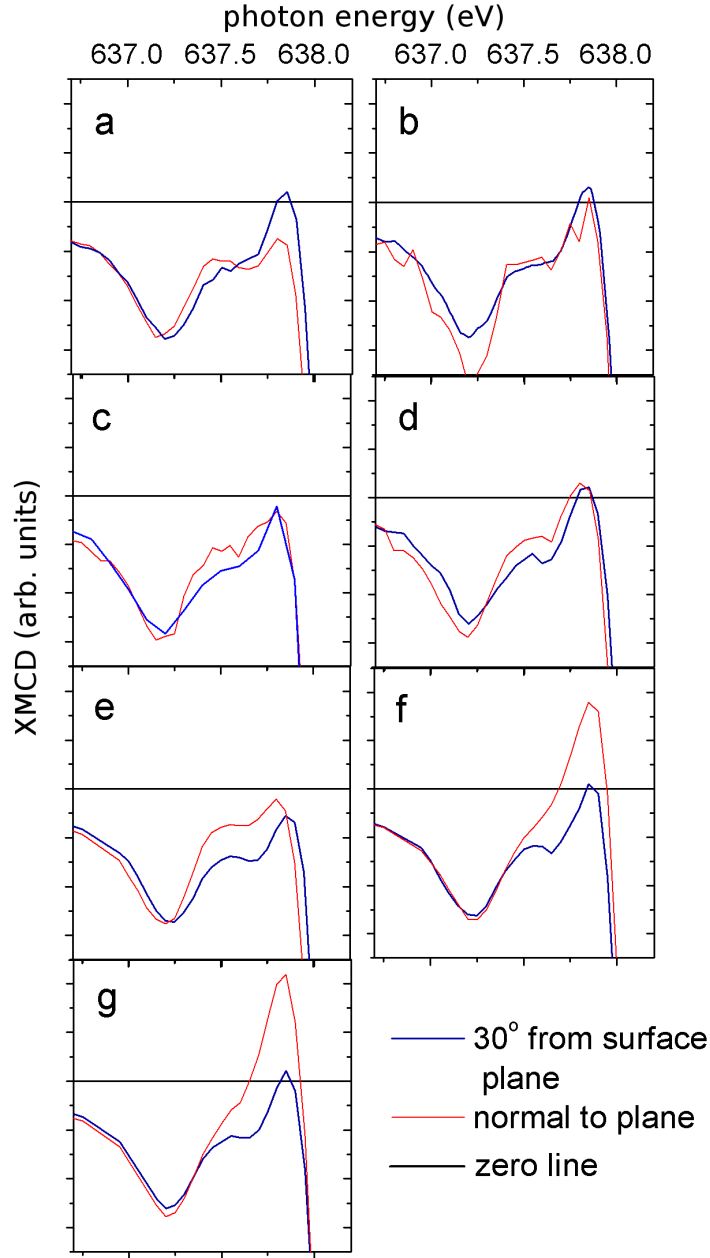 photon energy (eV)
637.0 637.5 638.0 637.0 637.5 638.0
a
b
c
d
XMCD (arb. units)
e
f
g
30° from surface
plane
normal to plane
zero line